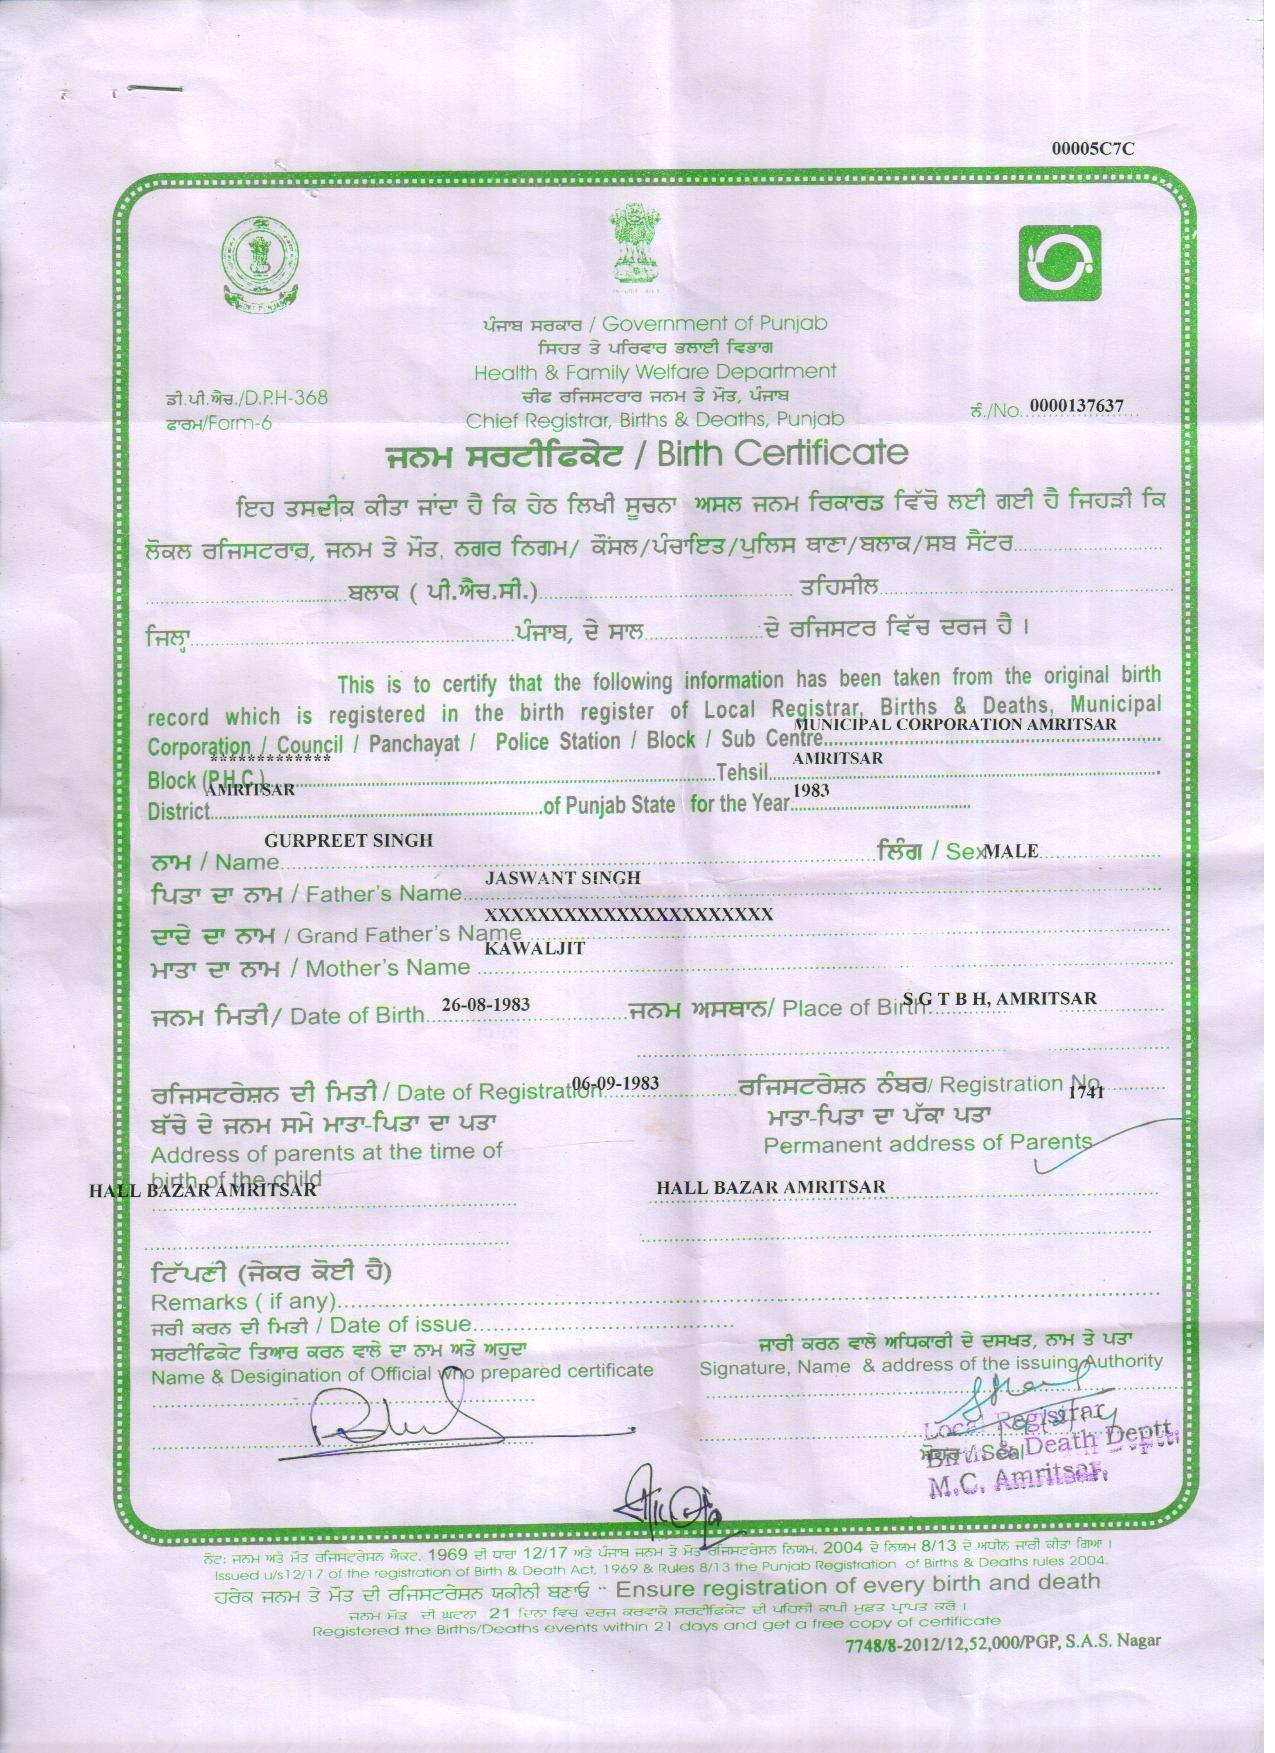 00005C7C
ਪੰਜਾਬ ਸਰਕਾਰ / Government of Punjab
ਸਿਹਤ ਤੇ ਪਰਿਵਾਰ ਭਲਾਈ ਵਿਭਾਗ
Health & Family Welfare Department
ਡੀ.ਪੀ.ਐਚ./D.P.H-368
ਚੀਫ ਰਜਿਸਟਰਾਰ ਜਨਮ ਤੇ ਮੌਤ, ਪੰਜਾਬ
ਫਾਰਮ/Form-6
Chief Registrar, Births & Deaths, Punjab
ਨੰ./No. 0000137637
ਜਨਮ ਸਰਟੀਫਿਕੇਟ / Birth Certificate
ਇਹ ਤਸਦੀਕ ਕੀਤਾ ਜਾਂਦਾ ਹੈ ਕਿ ਹੇਠ ਲਿਖੀ ਸੂਚਨਾ ਅਸਲ ਜਨਮ ਰਿਕਾਰਡ ਵਿੱਚੋ ਲਈ ਗਈ ਹੈ ਜਿਹੜੀ ਕਿ
ਲੋਕਲ ਰਜਿਸਟਰਾਰ, ਜਨਮ ਤੇ ਮੌਤ, ਨਗਰ ਨਿਗਮ/ ਕੌਂਸਲ/ਪੰਚਾਇਤ/ਪੁਲਿਸ ਥਾਣਾ/ਬਲਾਕ/ਸਬ ਸੈਂਟਰ
ਬਲਾਕ ( ਪੀ.ਐਚ.ਸੀ.) ਤਹਿਸੀਲ
ਜਿਲ੍ਹਾ ਪੰਜਾਬ, ਦੇ ਸਾਲ ਦੇ ਰਜਿਸਟਰ ਵਿੱਚ ਦਰਜ ਹੈ ।
This is to certify that the following information has been taken from the original birth
record which is registered in the birth register of Local Registrar, Births & Deaths, Municipal
Corporation / Council / Panchayat / Police Station / Block / Sub Centre MUNICIPAL CORPORATION AMRITSAR
Block (P.H.C.) ************* Tehsil AMRITSAR
District AMRITSAR of Punjab State for the Year 1983
ਨਾਮ / Name GURPREET SINGH ਲਿੰਗ / Sex MALE
ਪਿਤਾ ਦਾ ਨਾਮ / Father's Name JASWANT SINGH
ਦਾਦੇ ਦਾ ਨਾਮ / Grand Father's Name XXXXXXXXXXXXXXXXXXXXXX
ਮਾਤਾ ਦਾ ਨਾਮ / Mother's Name KAWALJIT
ਜਨਮ ਮਿਤੀ/ Date of Birth 26-08-1983 ਜਨਮ ਅਸਥਾਨ/ Place of Birth: S G T B H, AMRITSAR
ਰਜਿਸਟਰੇਸ਼ਨ ਦੀ ਮਿਤੀ / Date of Registration 06-09-1983 ਰਜਿਸਟਰੇਸ਼ਨ ਨੰਬਰ/ Registration No. 1741
ਬੱਚੇ ਦੇ ਜਨਮ ਸਮੇ ਮਾਤਾ-ਪਿਤਾ ਦਾ ਪਤਾ ਮਾਤਾ-ਪਿਤਾ ਦਾ ਪੱਕਾ ਪਤਾ
Address of parents at the time of Permanent address of Parents
birth of the child
HALL BAZAR AMRITSAR HALL BAZAR AMRITSAR
ਟਿੱਪਣੀ (ਜੇਕਰ ਕੋਈ ਹੈ)
Remarks ( if any)
ਜਰੀ ਕਰਨ ਦੀ ਮਿਤੀ / Date of issue
ਸਰਟੀਫਿਕੇਟ ਤਿਆਰ ਕਰਨ ਵਾਲੇ ਦਾ ਨਾਮ ਅਤੇ ਅਹੁਦਾ ਜਾਰੀ ਕਰਨ ਵਾਲੇ ਅਧਿਕਾਰੀ ਦੇ ਦਸਖਤ, ਨਾਮ ਤੇ ਪਤਾ
Name & Desigination of Official who prepared certificate Signature, Name & address of the issuing Authority
Local Registrar
ਮੋਹਰ / Seal
Birth & Death Deptt.
M.C. Amritsar.
ਨੋਟ: ਜਨਮ ਅਤੇ ਮੌਤ ਰਜਿਸਟਰੇਸ਼ਨ ਐਕਟ, 1969 ਦੀ ਧਾਰਾ 12/17 ਅਤੇ ਪੰਜਾਬ ਜਨਮ ਤੇ ਮੌਤ ਰਜਿਸਟਰੇਸ਼ਨ ਨਿਯਮ, 2004 ਦੇ ਨਿਯਮ 8/13 ਦੇ ਅਧੀਨ ਜਾਰੀ ਕੀਤਾ ਗਿਆ ।
Issued u/s12/17 of the registration of Birth & Death Act, 1969 & Rules 8/13 the Punjab Registration of Births & Deaths rules 2004.
ਹਰੇਕ ਜਨਮ ਤੇ ਮੌਤ ਦੀ ਰਜਿਸਟਰੇਸ਼ਨ ਯਕੀਨੀ ਬਣਾਓ " Ensure registration of every birth and death
ਜਨਮ ਮੌਤ ਦੀ ਘਟਨਾ 21 ਦਿਨਾ ਵਿਚ ਦਰਜ ਕਰਵਾਕੇ ਸਰਟੀਫਿਕੇਟ ਦੀ ਪਹਿਲੀ ਕਾਪੀ ਮੁਫਤ ਪ੍ਰਾਪਤ ਕਰੋ ।
Registered the Births/Deaths events within 21 days and get a free copy of certificate
7748/8-2012/12,52,000/PGP, S.A.S. Nagar